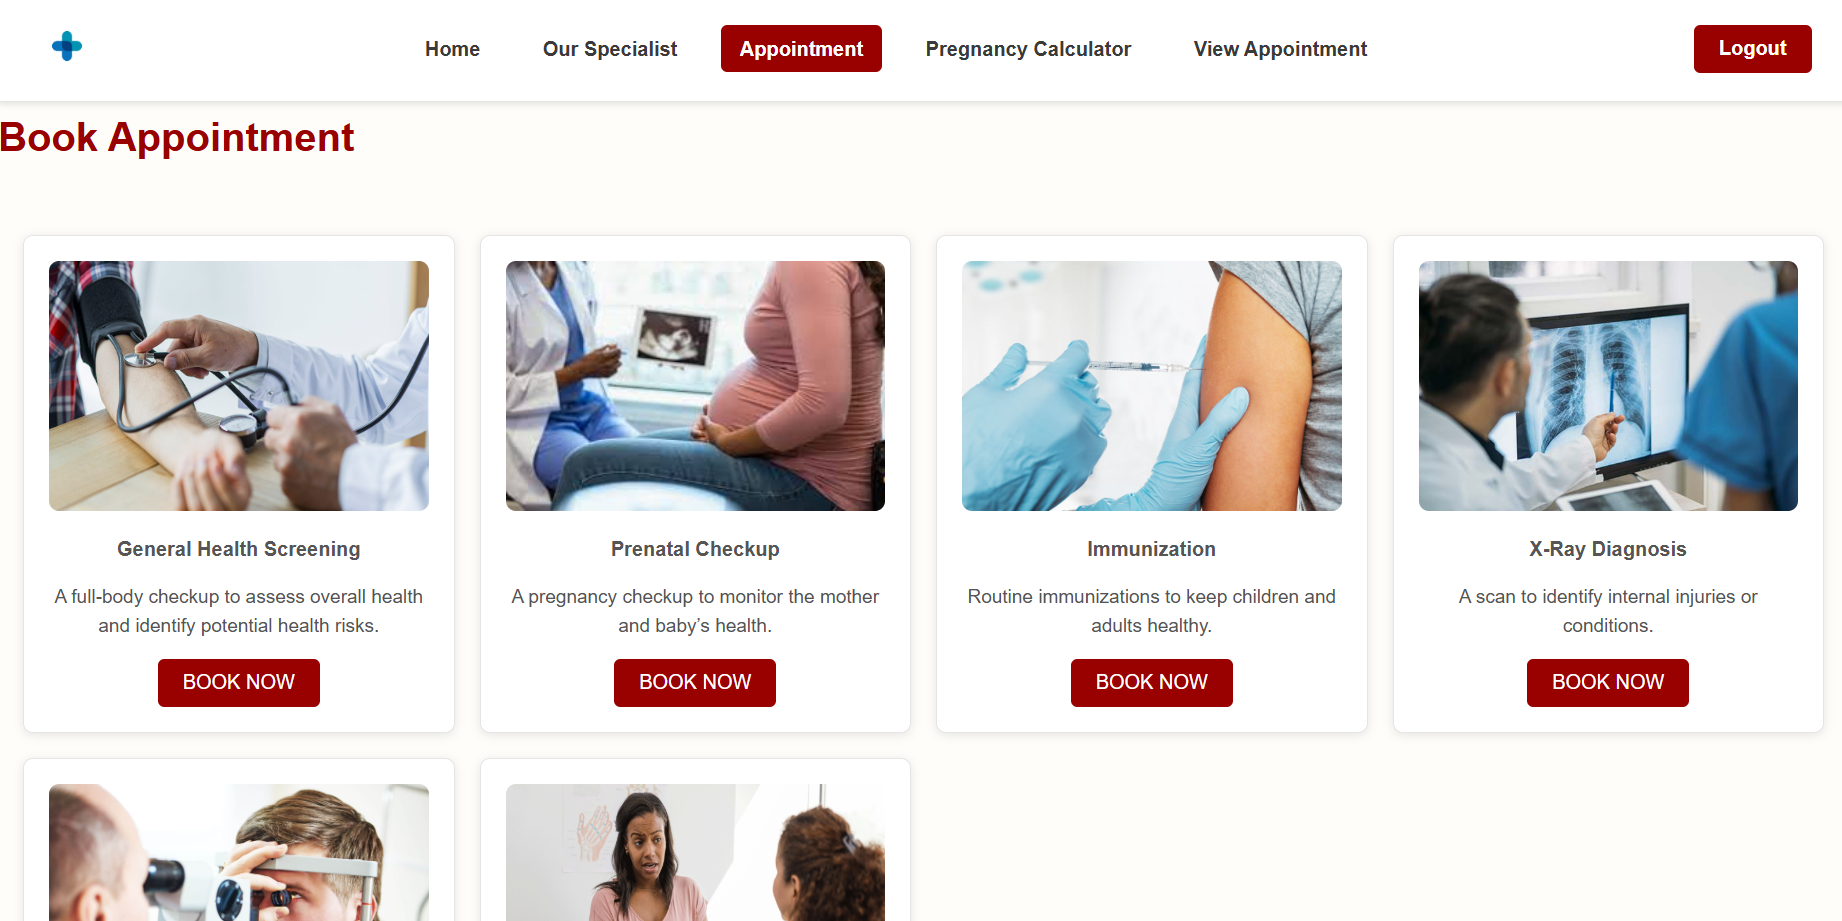 Home
Our Specialist
Appointment
Pregnancy Calculator
View Appointment
Logout
Book Appointment
General Health Screening
A full-body checkup to assess overall health
and identify potential health risks.
BOOK NOW
Prenatal Checkup
A pregnancy checkup to monitor the mother
and baby’s health.
BOOK NOW
Immunization
Routine immunizations to keep children and
adults healthy.
BOOK NOW
X-Ray Diagnosis
A scan to identify internal injuries or
conditions.
BOOK NOW